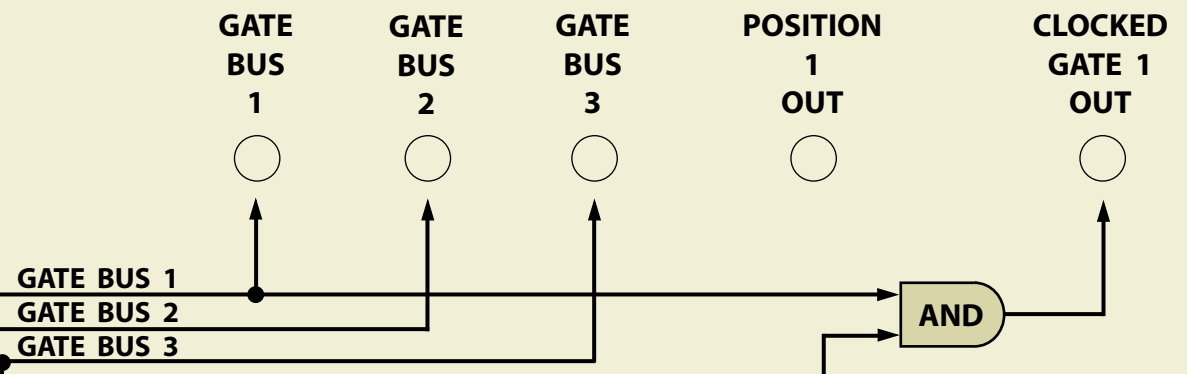 GATE
BUS
1
GATE
BUS
2
GATE
BUS
3
POSITION
1
OUT
CLOCKED
GATE 1
OUT
GATE BUS 1
GATE BUS 2
GATE BUS 3
AND